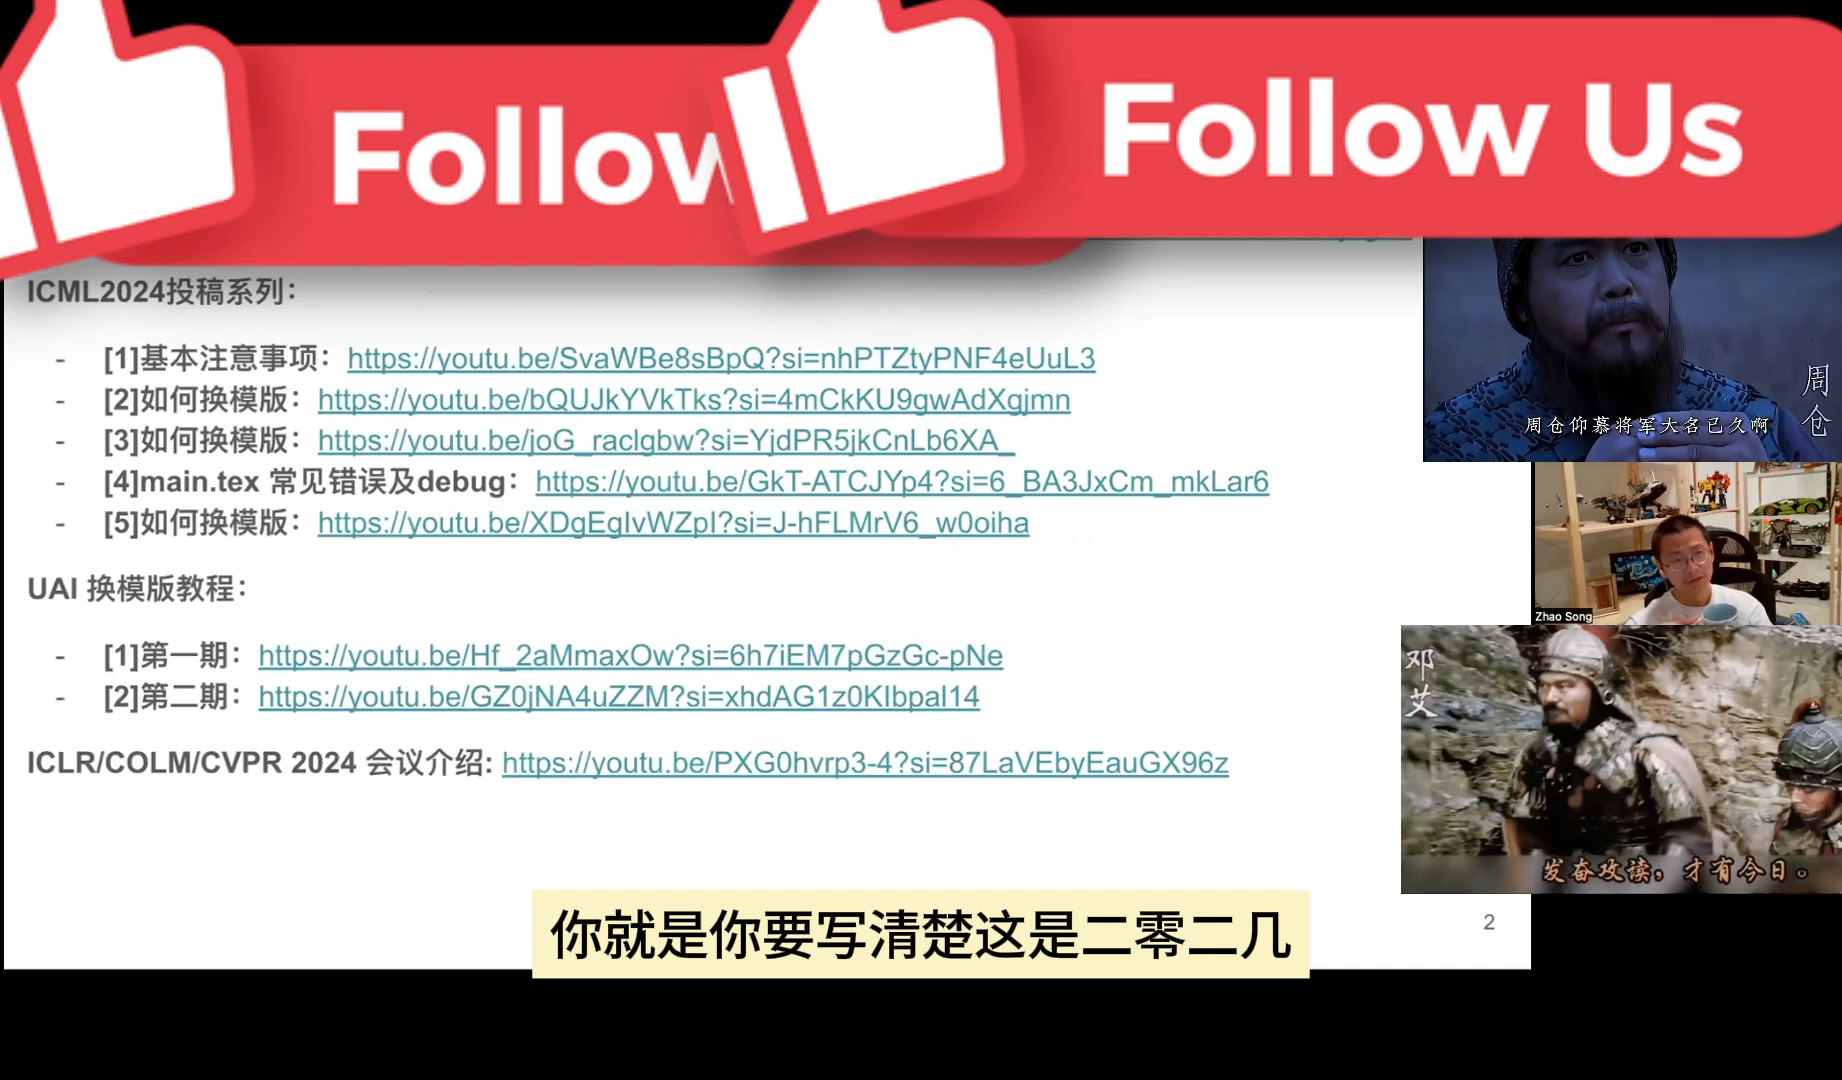 Follow
Follow Us
ICML2024投稿系列：
- [1]基本注意事项：https://youtu.be/SvaWBe8sBpQ?si=nhPTZtyPNF4eUuL3
- [2]如何换模版：https://youtu.be/bQUJkYVkTks?si=4mCkKU9gwAdXgjmn
- [3]如何换模版：https://youtu.be/joG_raclgbw?si=YjdPR5jkCnLb6XA_
- [4]main.tex 常见错误及debug：https://youtu.be/GkT-ATCJYp4?si=6_BA3JxCm_mkLar6
- [5]如何换模版：https://youtu.be/XDgEgIvWZpI?si=J-hFLMrV6_w0oiha
UAI 换模版教程：
- [1]第一期：https://youtu.be/Hf_2aMmaxOw?si=6h7iEM7pGzGc-pNe
- [2]第二期：https://youtu.be/GZ0jNA4uZZM?si=xhdAG1z0KIbpal14
ICLR/COLM/CVPR 2024 会议介绍: https://youtu.be/PXG0hvrp3-4?si=87LaVEbyEauGX96z
周仓
周仓仰慕将军大名已久啊
Zhao Song
邓艾
发奋攻读，才有今日。
2
你就是你要写清楚这是二零二几